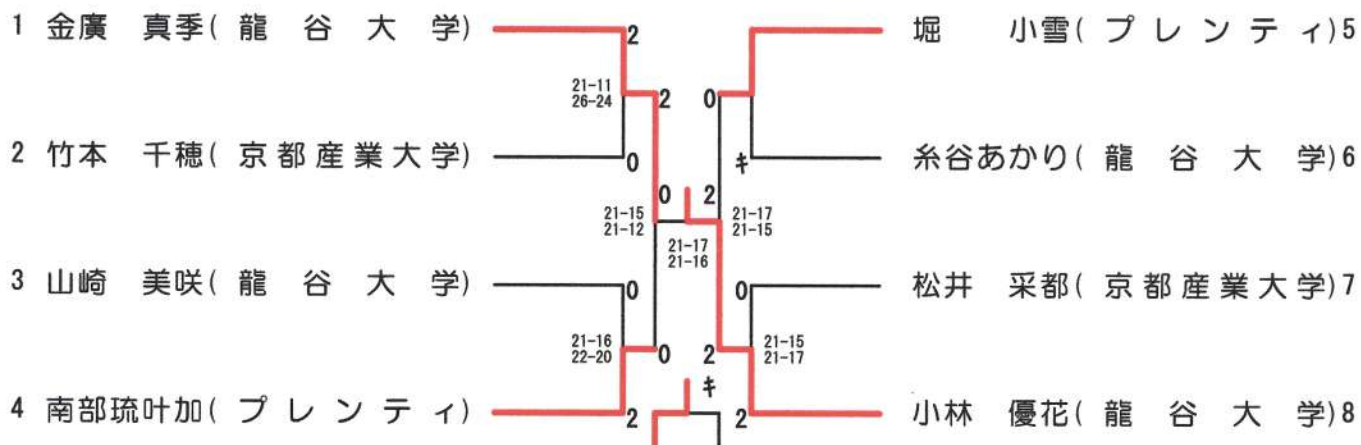 1 金廣 真季( 龍 谷 大 学)
2
堀 小雪( プ レ ン テ ィ)5
21-11
26-24
2
0
2 竹本 千穂( 京都産業大学)
0
キ
糸谷あかり( 龍 谷 大 学)6
0
2
21-15
21-12
21-17
21-16
21-17
21-15
3 山崎 美咲( 龍 谷 大 学)
0
0
松井 采都( 京都産業大学)7
21-16
22-20
0
2
21-15
21-17
4 南部琉叶加( プ レ ン テ ィ)
2
キ
2
小林 優花( 龍 谷 大 学)8